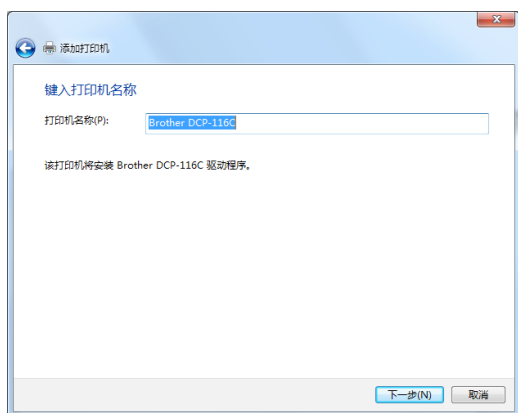 添加打印机
键入打印机名称
打印机名称(P): Brother DCP-116C
该打印机将安装 Brother DCP-116C 驱动程序。
下一步(N) 取消